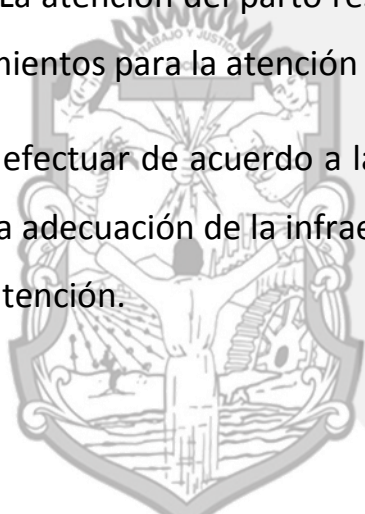 La atención del parto res
TRABAJO Y JUSTICIA
mientos para la atención
efectuar de acuerdo a la
a adecuación de la infrae
tención.